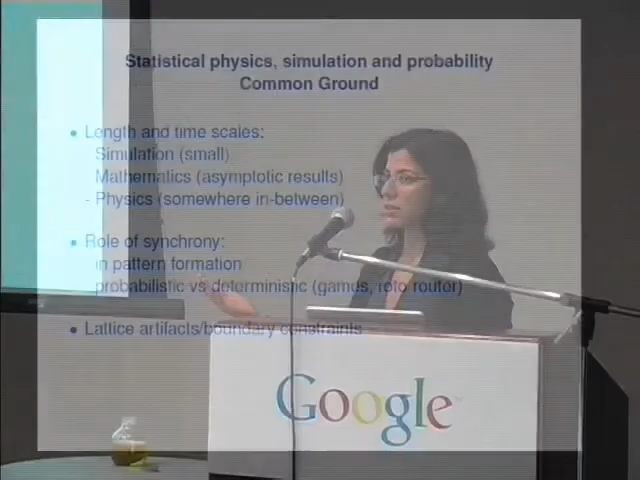 Statistical physics, simulation and probability
Common Ground
• Length and time scales:
Simulation (small)
Mathematics (asymptotic results)
- Physics (somewhere in-between)
• Role of synchrony:
in pattern formation
probabilistic vs deterministic (games, roto router)
• Lattice artifacts/boundary constraints
Google